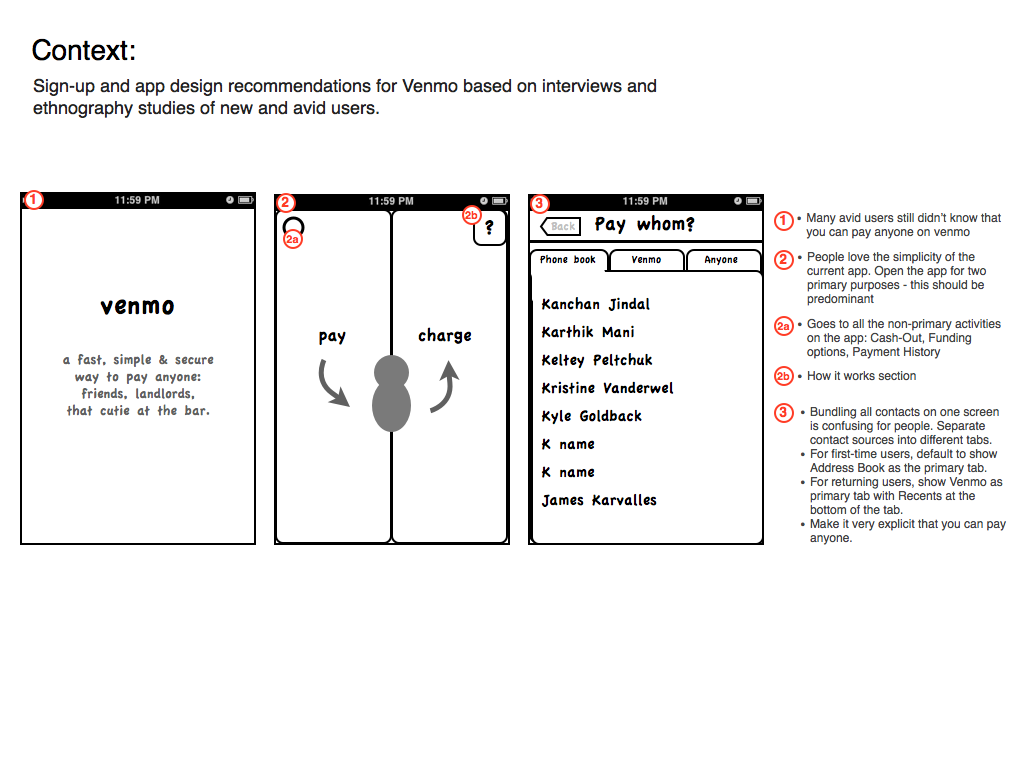 Context:
Sign-up and app design recommendations for Venmo based on interviews and
ethnography studies of new and avid users.
1
11:59 PM
venmo
a fast, simple & secure
way to pay anyone:
friends, landlords,
that cutie at the bar.
2
11:59 PM
2a
2b
?
pay
charge
3
11:59 PM
Back
Pay whom?
Phone book
Venmo
Anyone
Kanchan Jindal
Karthik Mani
Keltey Peltchuk
Kristine Vanderwel
Kyle Goldback
K name
K name
James Karvalles
1 • Many avid users still didn't know that
you can pay anyone on venmo
2 • People love the simplicity of the
current app. Open the app for two
primary purposes - this should be
predominant
2a • Goes to all the non-primary activities
on the app: Cash-Out, Funding
options, Payment History
2b • How it works section
3 • Bundling all contacts on one screen
is confusing for people. Separate
contact sources into different tabs.
• For first-time users, default to show
Address Book as the primary tab.
• For returning users, show Venmo as
primary tab with Recents at the
bottom of the tab.
• Make it very explicit that you can pay
anyone.